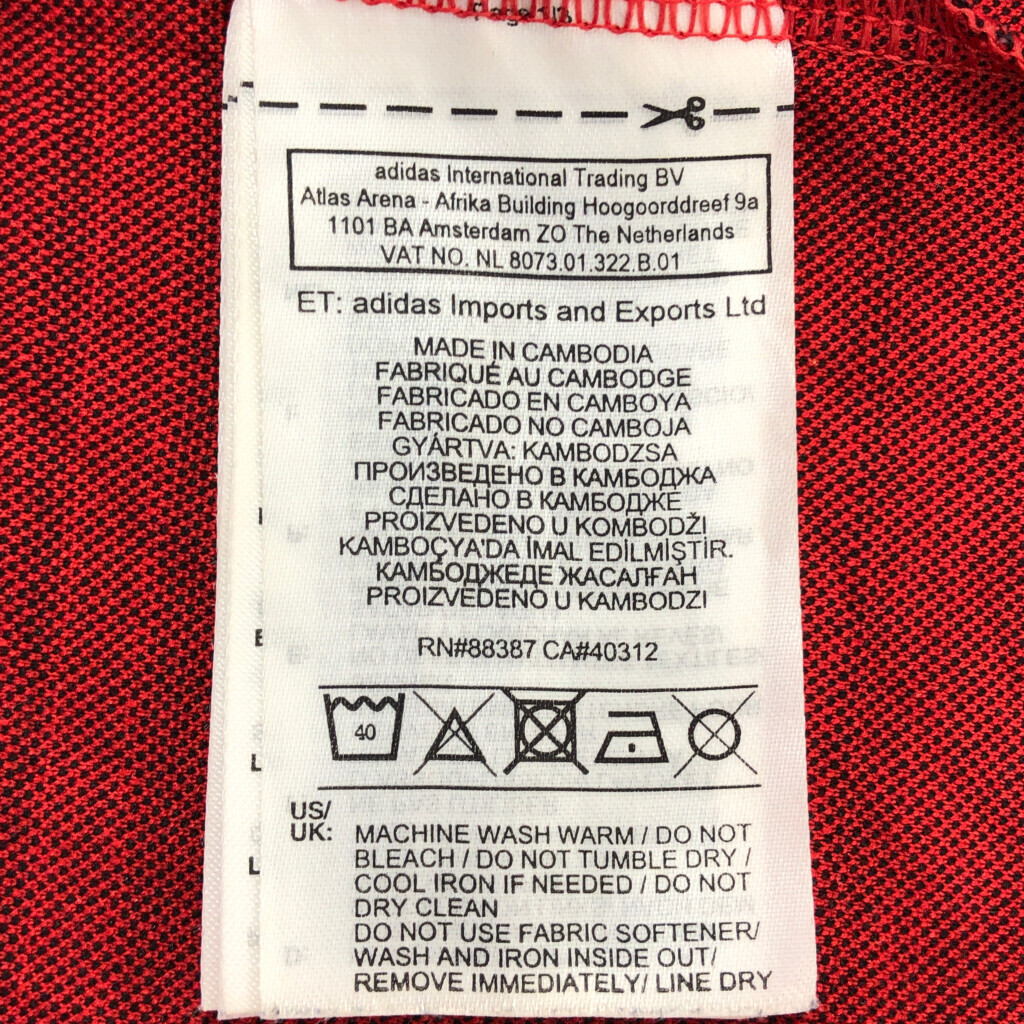 adidas International Trading BV
Atlas Arena - Afrika Building Hoogoorddreef 9a
1101 BA Amsterdam ZO The Netherlands
VAT NO. NL 8073.01.322.B.01
ET: adidas Imports and Exports Ltd
MADE IN CAMBODIA
FABRIQUÉ AU CAMBODGE
FABRICADO EN CAMBOYA
FABRICADO NO CAMBOJA
GYÁRTVA: KAMBODZSA
ПРОИЗВЕДЕНО В КАМБОДЖА
СДЕЛАНО В КАМБОДЖЕ
PROIZVEDENO U KOMBODŽI
KAMBOÇYA'DA İMAL EDİLMİŞTİR.
КАМБОДЖЕДЕ ЖАСАЛҒАН
PROIZVEDENO U KAMBODZI
RN#88387 CA#40312
40
US/
UK: MACHINE WASH WARM / DO NOT
BLEACH / DO NOT TUMBLE DRY /
COOL IRON IF NEEDED / DO NOT
DRY CLEAN
DO NOT USE FABRIC SOFTENER/
WASH AND IRON INSIDE OUT/
REMOVE IMMEDIATELY/ LINE DRY